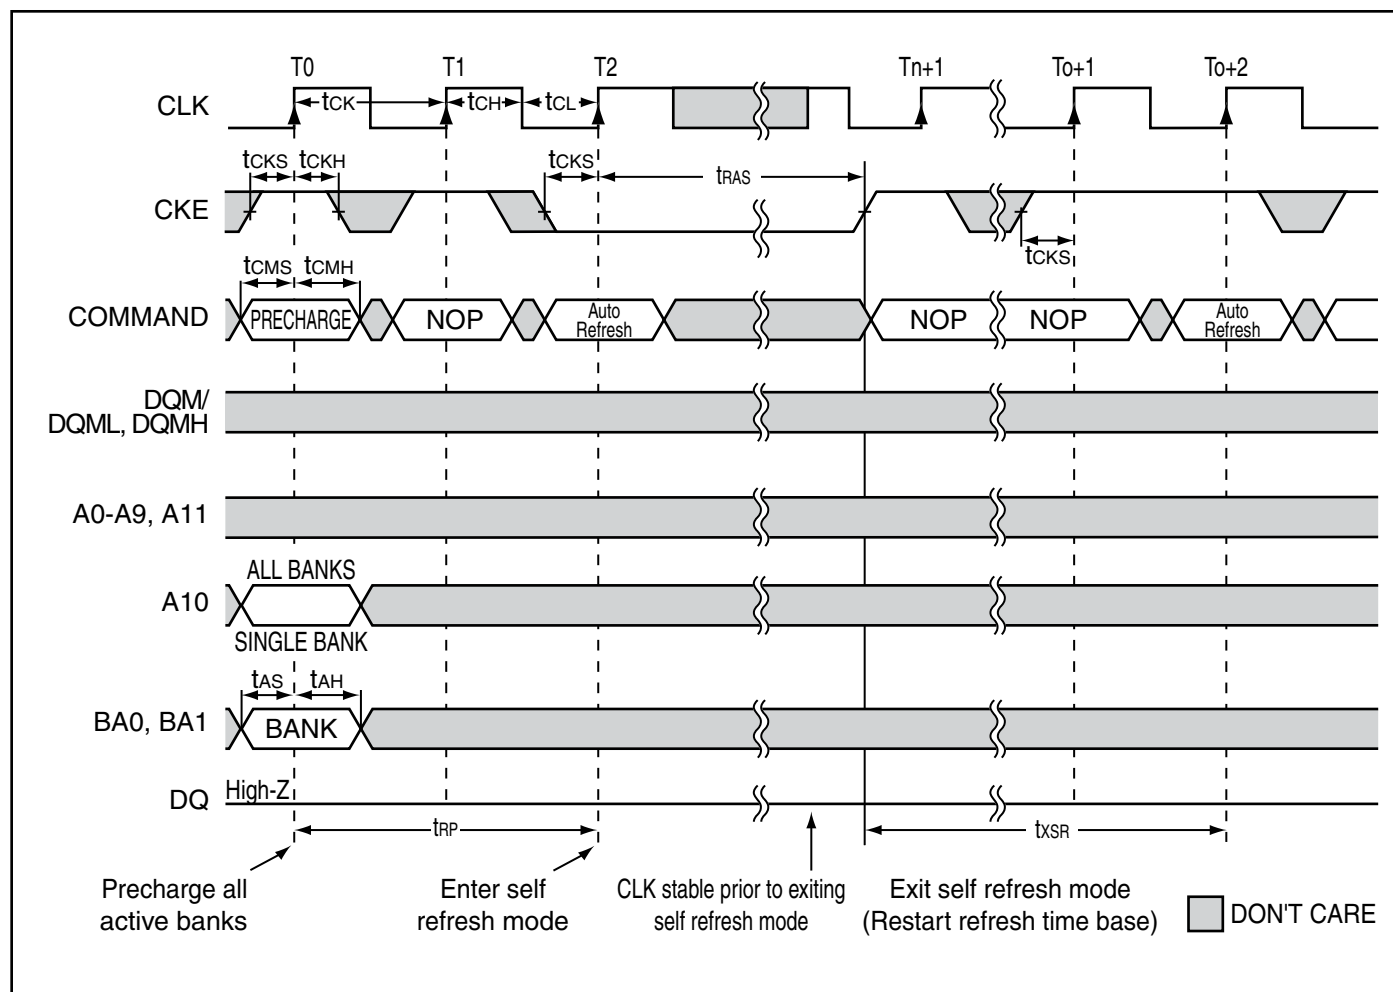 T0 T1 T2 Tn+1 To+1 To+2
CLK tCK tCH tCL
tCKS tCKH tCKS tRAS
CKE
tCKS
tCMS tCMH
COMMAND PRECHARGE NOP Auto Refresh NOP NOP Auto Refresh
DQM/
DQML, DQMH
A0-A9, A11
ALL BANKS
A10
SINGLE BANK
tAS tAH
BA0, BA1 BANK
DQ High-Z
tRP tXSR
Precharge all
active banks
Enter self
refresh mode
CLK stable prior to exiting
self refresh mode
Exit self refresh mode
(Restart refresh time base)
DON'T CARE